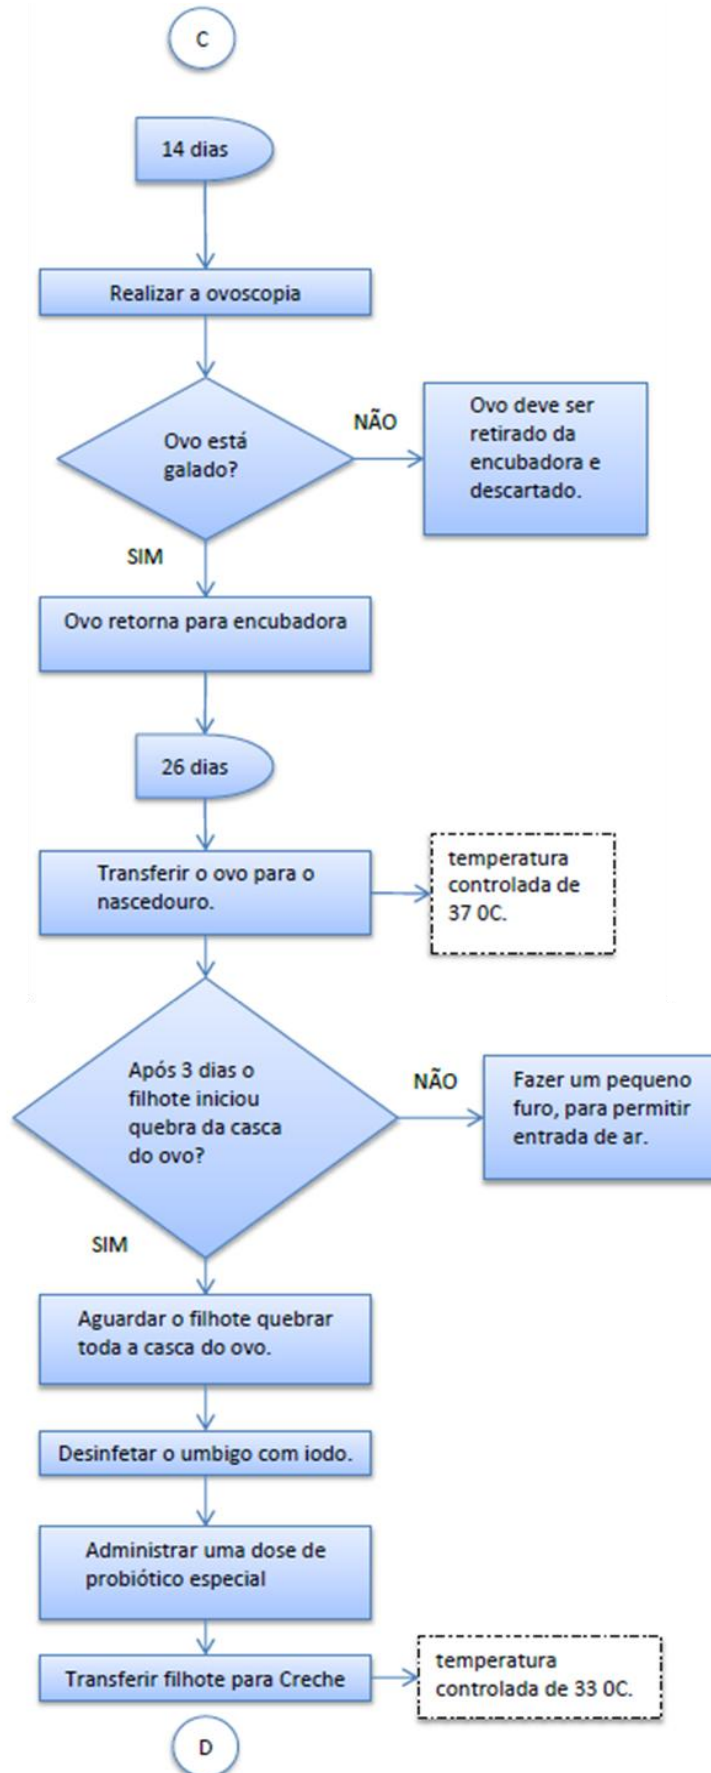 C
14 dias
Realizar a ovoscopia
Ovo está
galado?
NÃO
Ovo deve ser
retirado da
encubadora e
descartado.
SIM
Ovo retorna para encubadora
26 dias
Transferir o ovo para o
nascedouro.
temperatura
controlada de
37 0C.
Após 3 dias o
filhote iniciou
quebra da casca
do ovo?
NÃO
Fazer um pequeno
furo, para permitir
entrada de ar.
SIM
Aguardar o filhote quebrar
toda a casca do ovo.
Desinfetar o umbigo com iodo.
Administrar uma dose de
probiótico especial
Transferir filhote para Creche
temperatura
controlada de 33 0C.
D